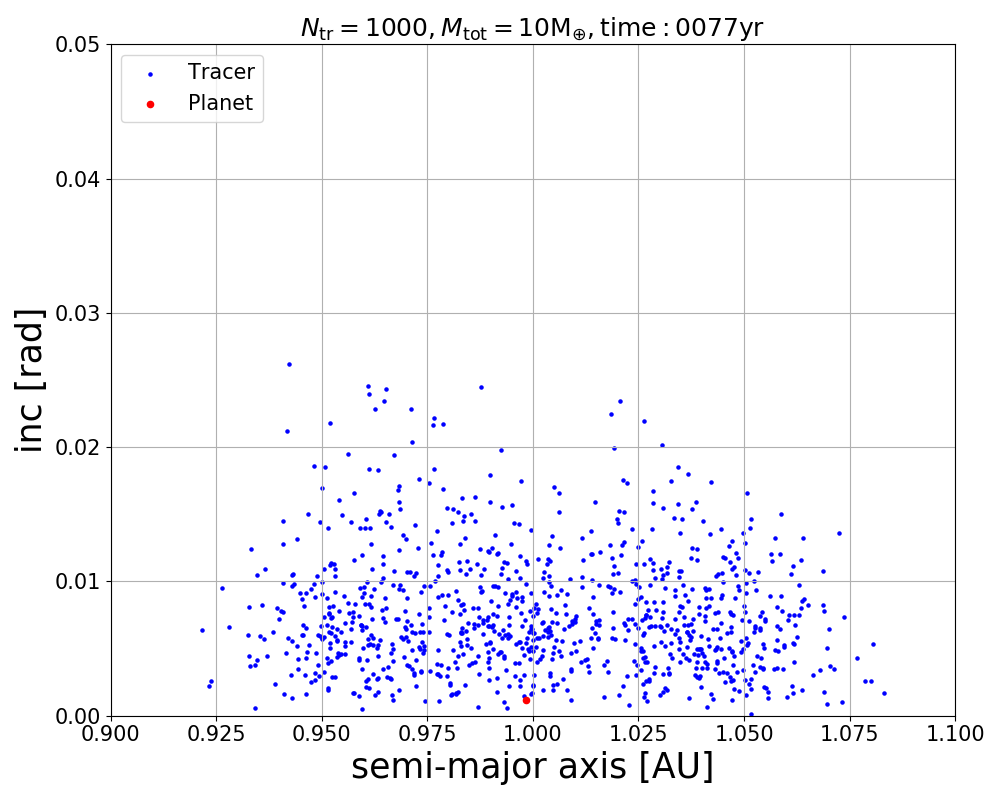 N_tr = 1000, M_tot = 10M_⊕, time : 0077yr
0.05
Tracer
Planet
0.04
0.03
inc [rad]
0.02
0.01
0.00
0.900 0.925 0.950 0.975 1.000 1.025 1.050 1.075 1.100
semi-major axis [AU]